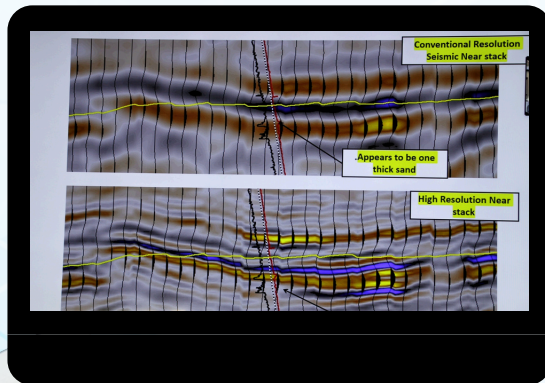 Conventional Resolution
Seismic Near stack
.Appears to be one
thick sand
High Resolution Near
stack